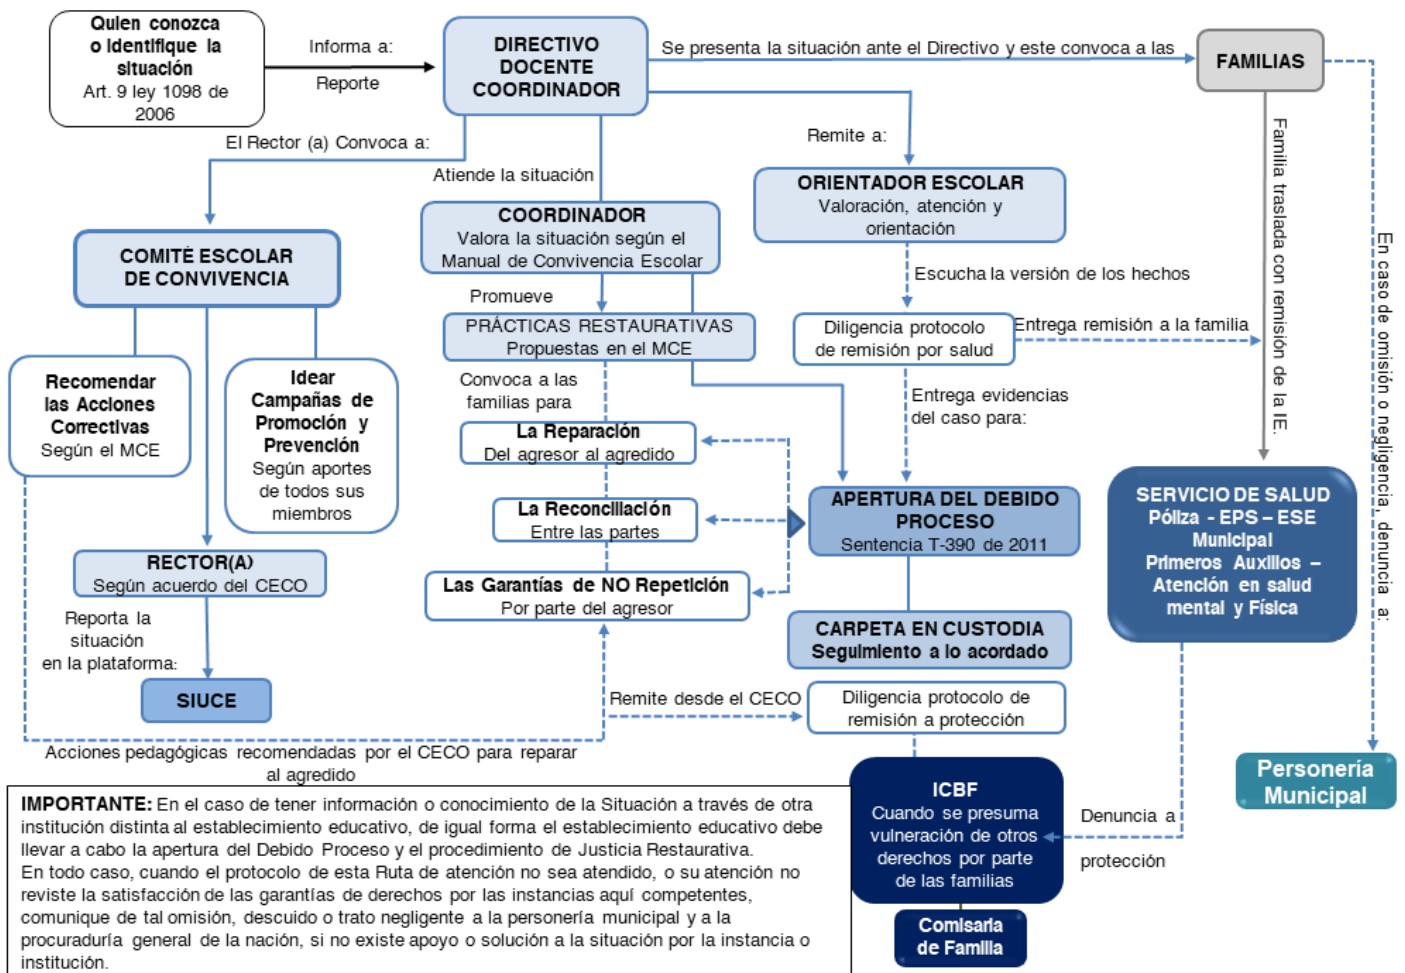 Quien conozca
o identifique la
situación
Art. 9 ley 1098 de
2006
Informa a:
Reporte
DIRECTIVO
DOCENTE
COORDINADOR
Se presenta la situación ante el Directivo y este convoca a las
FAMILIAS
El Rector (a) Convoca a:
Atiende la situación
Remite a:
ORIENTADOR ESCOLAR
Valoración, atención y
orientación
Familia traslada con remisión de la IE.
En caso de omisión o negligencia, denuncia a:
COMITÉ ESCOLAR
DE CONVIVENCIA
COORDINADOR
Valora la situación según el
Manual de Convivencia Escolar
Promueve
Escucha la versión de los hechos
PRÁCTICAS RESTAURATIVAS
Propuestas en el MCE
Diligencia protocolo
de remisión por salud
Entrega remisión a la familia
Recomendar
las Acciones
Correctivas
Según el MCE
Idear
Campañas de
Promoción y
Prevención
Según aportes
de todos sus
miembros
Convoca a las
familias para
Entrega evidencias
del caso para:
La Reparación
Del agresor al agredido
La Reconciliación
Entre las partes
Las Garantías de NO Repetición
Por parte del agresor
APERTURA DEL DEBIDO
PROCESO
Sentencia T-390 de 2011
SERVICIO DE SALUD
Póliza - EPS – ESE
Municipal
Primeros Auxilios –
Atención en salud
mental y Física
RECTOR(A)
Según acuerdo del CECO
Reporta la
situación
en la plataforma:
SIUCE
CARPETA EN CUSTODIA
Seguimiento a lo acordado
Remite desde el CECO
Diligencia protocolo de
remisión a protección
Acciones pedagógicas recomendadas por el CECO para reparar
al agredido
Personería
Municipal
ICBF
Cuando se presuma
vulneración de otros
derechos por parte
de las familias
Denuncia a
protección
Comisaria
de Familia
IMPORTANTE: En el caso de tener información o conocimiento de la Situación a través de otra
institución distinta al establecimiento educativo, de igual forma el establecimiento educativo debe
llevar a cabo la apertura del Debido Proceso y el procedimiento de Justicia Restaurativa.
En todo caso, cuando el protocolo de esta Ruta de atención no sea atendido, o su atención no
reviste la satisfacción de las garantías de derechos por las instancias aquí competentes,
comunique de tal omisión, descuido o trato negligente a la personería municipal y a la
procuraduría general de la nación, si no existe apoyo o solución a la situación por la instancia o
institución.